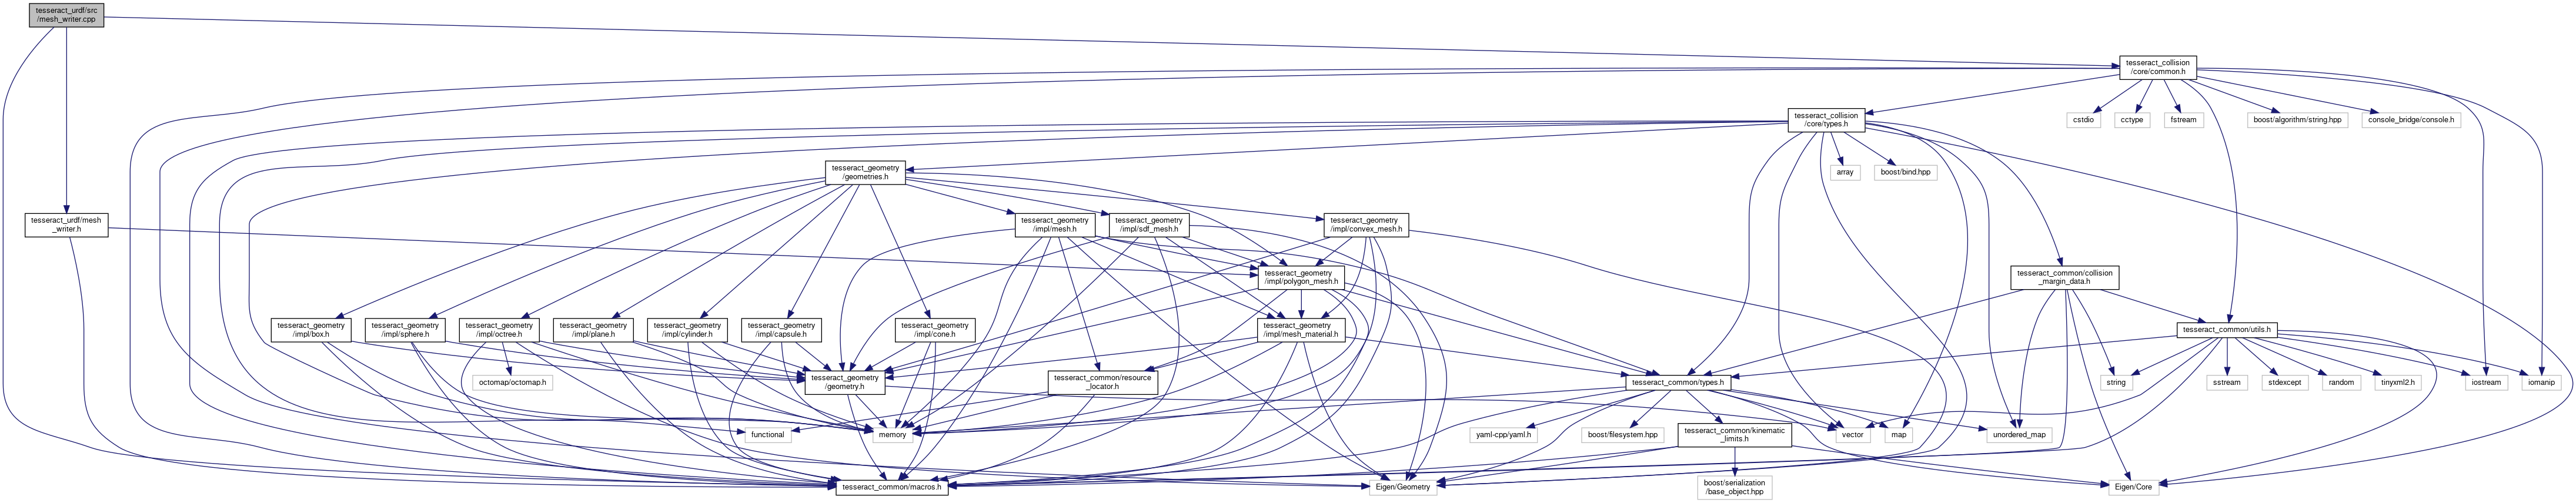 tesseract_urdf/src
/mesh_writer.cpp
tesseract_collision
/core/common.h
tesseract_collision
/core/types.h
cstdio
cctype
fstream
boost/algorithm/string.hpp
console_bridge/console.h
tesseract_geometry
/geometries.h
array
boost/bind.hpp
tesseract_urdf/mesh
_writer.h
tesseract_geometry
/impl/mesh.h
tesseract_geometry
/impl/sdf_mesh.h
tesseract_geometry
/impl/convex_mesh.h
tesseract_geometry
/impl/polygon_mesh.h
tesseract_common/collision
_margin_data.h
tesseract_geometry
/impl/box.h
tesseract_geometry
/impl/sphere.h
tesseract_geometry
/impl/octree.h
tesseract_geometry
/impl/plane.h
tesseract_geometry
/impl/cylinder.h
tesseract_geometry
/impl/capsule.h
tesseract_geometry
/impl/cone.h
tesseract_geometry
/impl/mesh_material.h
tesseract_common/utils.h
octomap/octomap.h
tesseract_geometry
/geometry.h
tesseract_common/resource
_locator.h
tesseract_common/types.h
string
sstream
stdexcept
random
tinyxml2.h
iostream
iomanip
functional
memory
yaml-cpp/yaml.h
boost/filesystem.hpp
tesseract_common/kinematic
_limits.h
vector
map
unordered_map
tesseract_common/macros.h
Eigen/Geometry
boost/serialization
/base_object.hpp
Eigen/Core